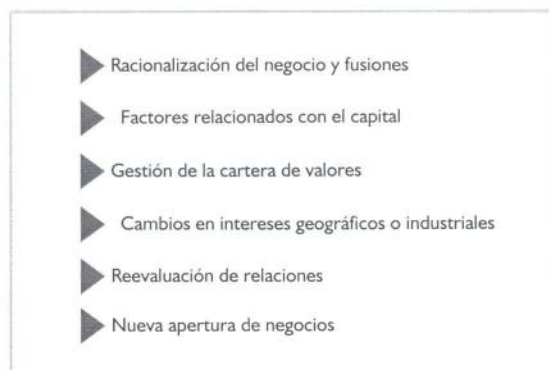 Racionalización del negocio y fusiones
Factores relacionados con el capital
Gestión de la cartera de valores
Cambios en intereses geográficos o industriales
Reevaluación de relaciones
Nueva apertura de negocios